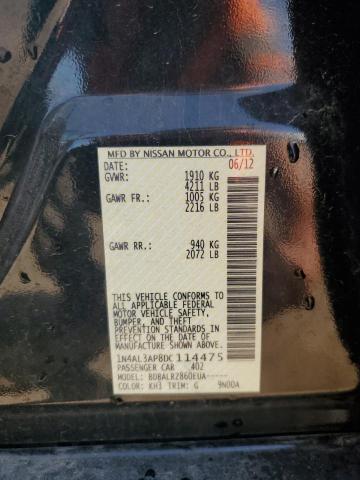 MFD BY NISSAN MOTOR CO., LTD.
DATE: 06/12
GVWR: 1910 KG
4211 LB
GAWR FR.: 1005 KG
2216 LB
GAWR RR.: 940 KG
2072 LB
THIS VEHICLE CONFORMS TO
ALL APPLICABLE FEDERAL
MOTOR VEHICLE SAFETY,
BUMPER, AND THEFT
PREVENTION STANDARDS IN
EFFECT ON THE DATE OF
MANUFACTURE SHOWN ABOVE.
1N4AL3AP8DC114475
PASSENGER CAR 402
MODEL: BDBALR2860EUA-----
COLOR: KH3 TRIM: G 9N00A